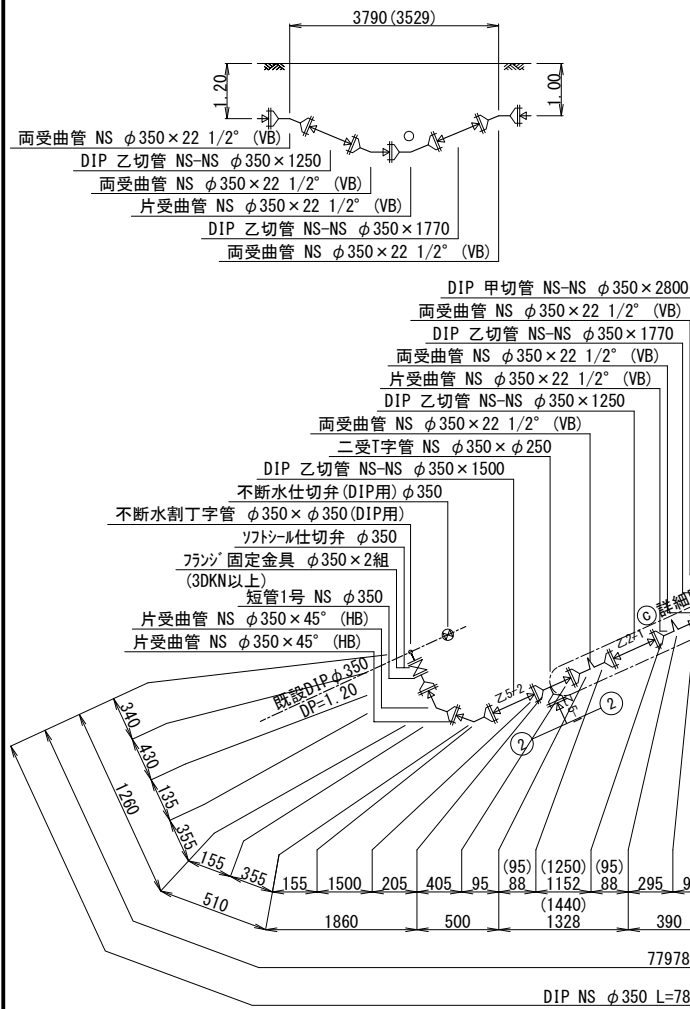 3790(3529)
1.20
1.00
両受曲管 NS φ350×22 1/2° (VB)
DIP 乙切管 NS-NS φ350×1250
両受曲管 NS φ350×22 1/2° (VB)
片受曲管 NS φ350×22 1/2° (VB)
DIP 乙切管 NS-NS φ350×1770
両受曲管 NS φ350×22 1/2° (VB)
DIP 甲切管 NS-NS φ350×2800
両受曲管 NS φ350×22 1/2° (VB)
DIP 乙切管 NS-NS φ350×1770
両受曲管 NS φ350×22 1/2° (VB)
片受曲管 NS φ350×22 1/2° (VB)
DIP 乙切管 NS-NS φ350×1250
両受曲管 NS φ350×22 1/2° (VB)
二受T字管 NS φ350×φ250
DIP 乙切管 NS-NS φ350×1500
不断水仕切弁(DIP用)φ350
不断水割丁字管 φ350×φ350(DIP用)
ソフトシール仕切弁 φ350
フランジ固定金具 φ350×2組
(3DKN以上)
短管1号 NS φ350
片受曲管 NS φ350×45° (HB)
片受曲管 NS φ350×45° (HB)
C
詳細
乙2-1
既設DIPφ350
DP=1.20
乙5-2
2
2
340
430
135
355
1260
155
355
510
155
1500
205
405
95
(95)
88
(1250)
1152
(95)
88
295
9
1860
500
(1440)
1328
390
77978
DIP NS φ350 L=78